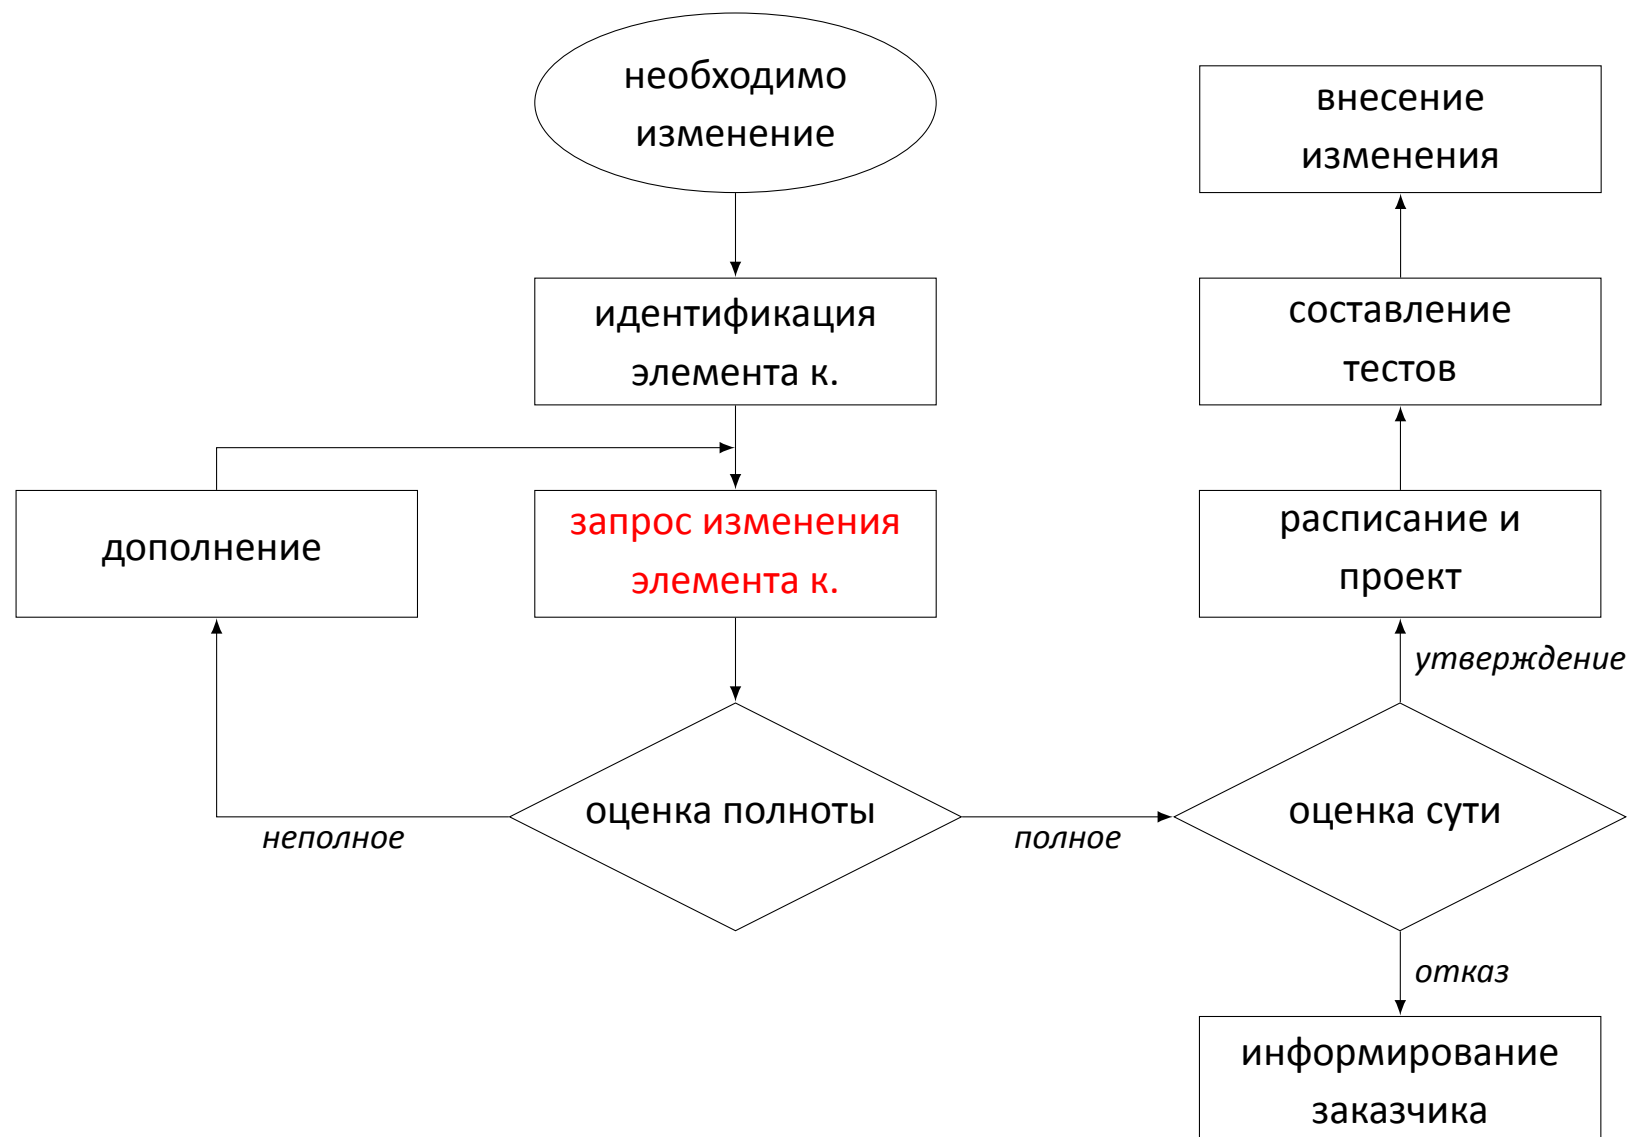 необходимо
изменение
идентификация
элемента к.
дополнение
запрос изменения
элемента к.
оценка полноты
неполное
полное
оценка сути
утверждение
расписание и
проект
составление
тестов
внесение
изменения
отказ
информирование
заказчика